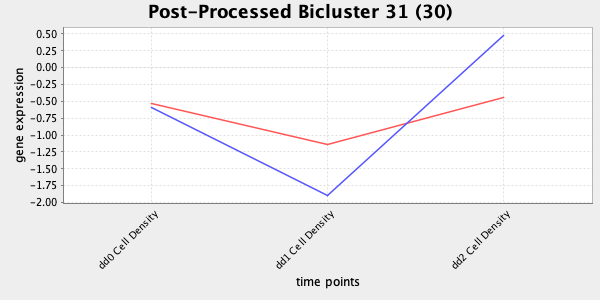 Post-Processed Bicluster 31 (30)
gene expression
0.50
0.25
0.00
-0.25
-0.50
-0.75
-1.00
-1.25
-1.50
-1.75
-2.00
dd0 Cell Density
dd1 Cell Density
dd2 Cell Density
time points